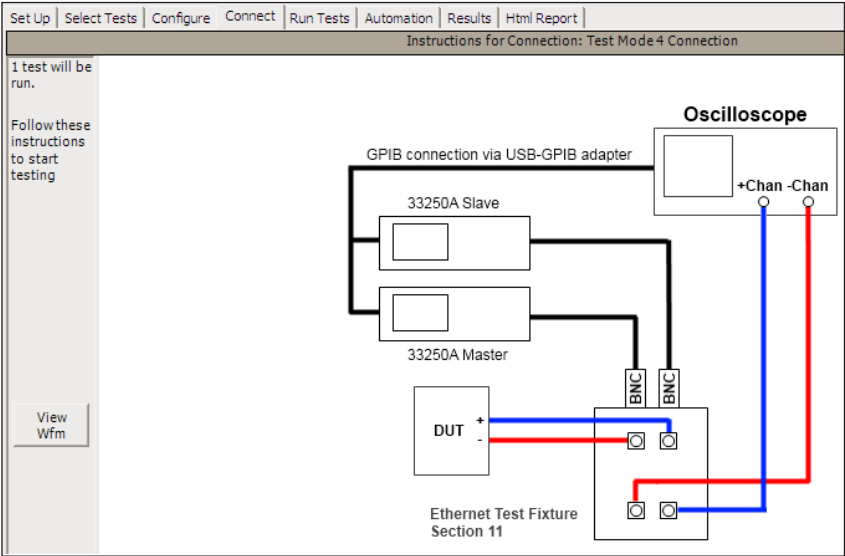 Set Up Select Tests Configure Connect Run Tests Automation Results Html Report
Instructions for Connection: Test Mode 4 Connection
1 test will be
run.
Follow these
instructions
to start
testing
View
Wfm
Oscilloscope
+Chan -Chan
GPIB connection via USB-GPIB adapter
33250A Slave
33250A Master
BNC
BNC
DUT
+
-
Ethernet Test Fixture
Section 11